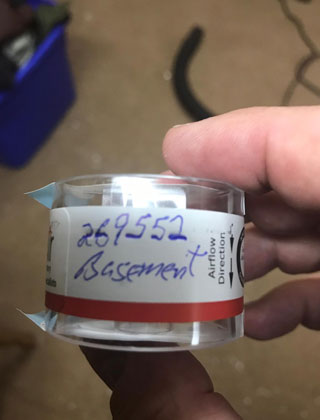 269552
Basement
Airflow
Direction